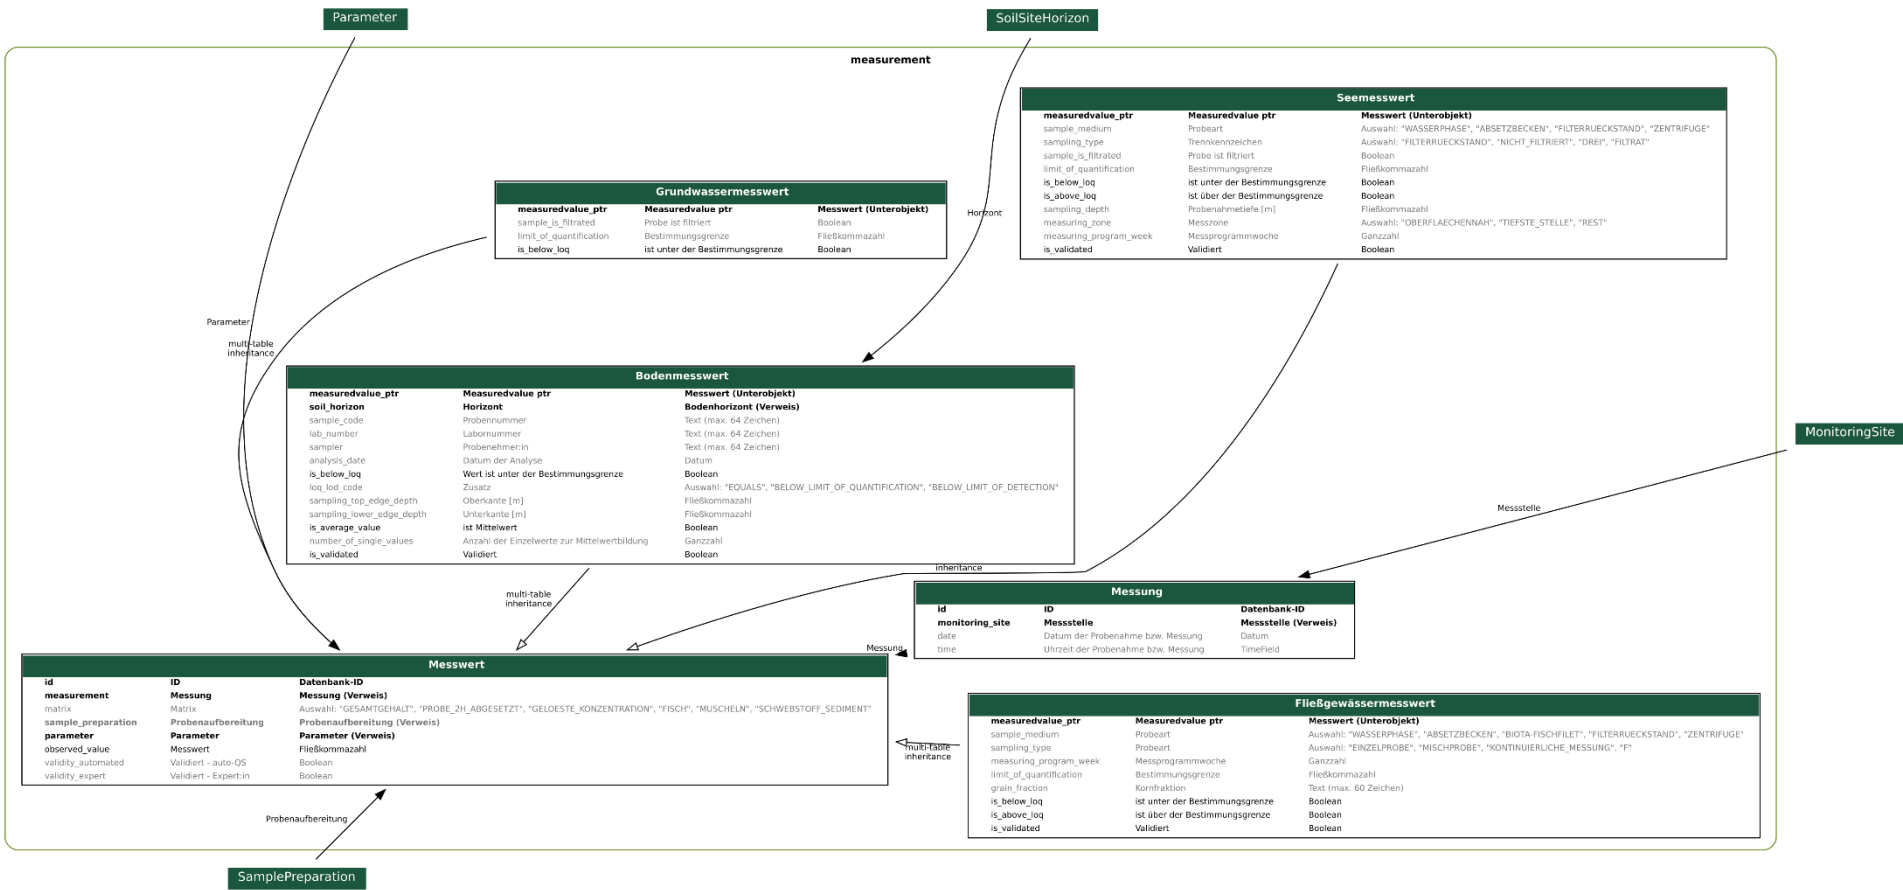 Parameter
SoilSiteHorizon
measurement
Seemesswert
measuredvalue_ptr Measuredvalue ptr Messwert (Unterobjekt)
sample_medium Probeart Auswahl: "WASSERPHASE", "ABSETZBECKEN", "FILTERRUECKSTAND", "ZENTRIFUGE"
sampling_type Trennkennzeichen Auswahl: "FILTERRUECKSTAND", "NICHT_FILTRIERT", "DREI", "FILTRAT"
sample_is_filtrated Probe ist filtriert Boolean
limit_of_quantification Bestimmungsgrenze Fließkommazahl
is_below_loq ist unter der Bestimmungsgrenze Boolean
is_above_loq ist über der Bestimmungsgrenze Boolean
sampling_depth Probenahmetiefe [m] Fließkommazahl
measuring_zone Messzone Auswahl: "OBERFLAECHENNAH", "TIEFSTE_STELLE", "REST"
measuring_program_week Messprogrammwoche Ganzzahl
is_validated Validiert Boolean
Grundwassermesswert
measuredvalue_ptr Measuredvalue ptr Messwert (Unterobjekt)
sample_is_filtrated Probe ist filtriert Boolean
limit_of_quantification Bestimmungsgrenze Fließkommazahl
is_below_loq ist unter der Bestimmungsgrenze Boolean
Horizont
Parameter
multi-table
inheritance
Bodenmesswert
measuredvalue_ptr Measuredvalue ptr Messwert (Unterobjekt)
soil_horizon Horizont Bodenhorizont (Verweis)
sample_code Probennummer Text (max. 64 Zeichen)
lab_number Labornummer Text (max. 64 Zeichen)
sampler Probenehmer:in Text (max. 64 Zeichen)
analysis_date Datum der Analyse Datum
is_below_loq Wert ist unter der Bestimmungsgrenze Boolean
loq_lod_code Zusatz Auswahl: "EQUALS", "BELOW_LIMIT_OF_QUANTIFICATION", "BELOW_LIMIT_OF_DETECTION"
sampling_top_edge_depth Oberkante [m] Fließkommazahl
sampling_lower_edge_depth Unterkante [m] Fließkommazahl
is_average_value ist Mittelwert Boolean
number_of_single_values Anzahl der Einzelwerte zur Mittelwertbildung Ganzzahl
is_validated Validiert Boolean
MonitoringSite
Messstelle
inheritance
multi-table
inheritance
Messung
id ID Datenbank-ID
monitoring_site Messstelle Messstelle (Verweis)
date Datum der Probenahme bzw. Messung Datum
time Uhrzeit der Probenahme bzw. Messung TimeField
Messung
Messwert
id ID Datenbank-ID
measurement Messung Messung (Verweis)
matrix Matrix Auswahl: "GESAMTGEHALT", "PROBE_2H_ABGESETZT", "GELOESTE_KONZENTRATION", "FISCH", "MUSCHELN", "SCHWEBSTOFF_SEDIMENT"
sample_preparation Probenaufbereitung Probenaufbereitung (Verweis)
parameter Parameter Parameter (Verweis)
observed_value Messwert Fließkommazahl
validity_automated Validiert - auto-QS Boolean
validity_expert Validiert - Expert:in Boolean
multi-table
inheritance
Fließgewässermesswert
measuredvalue_ptr Measuredvalue ptr Messwert (Unterobjekt)
sample_medium Probeart Auswahl: "WASSERPHASE", "ABSETZBECKEN", "BIOTA-FISCHFILET", "FILTERRUECKSTAND", "ZENTRIFUGE"
sampling_type Probeart Auswahl: "EINZELPROBE", "MISCHPROBE", "KONTINUIERLICHE_MESSUNG", "F"
measuring_program_week Messprogrammwoche Ganzzahl
limit_of_quantification Bestimmungsgrenze Fließkommazahl
grain_fraction Kornfraktion Text (max. 60 Zeichen)
is_below_loq ist unter der Bestimmungsgrenze Boolean
is_above_loq ist über der Bestimmungsgrenze Boolean
is_validated Validiert Boolean
Probenaufbereitung
SamplePreparation